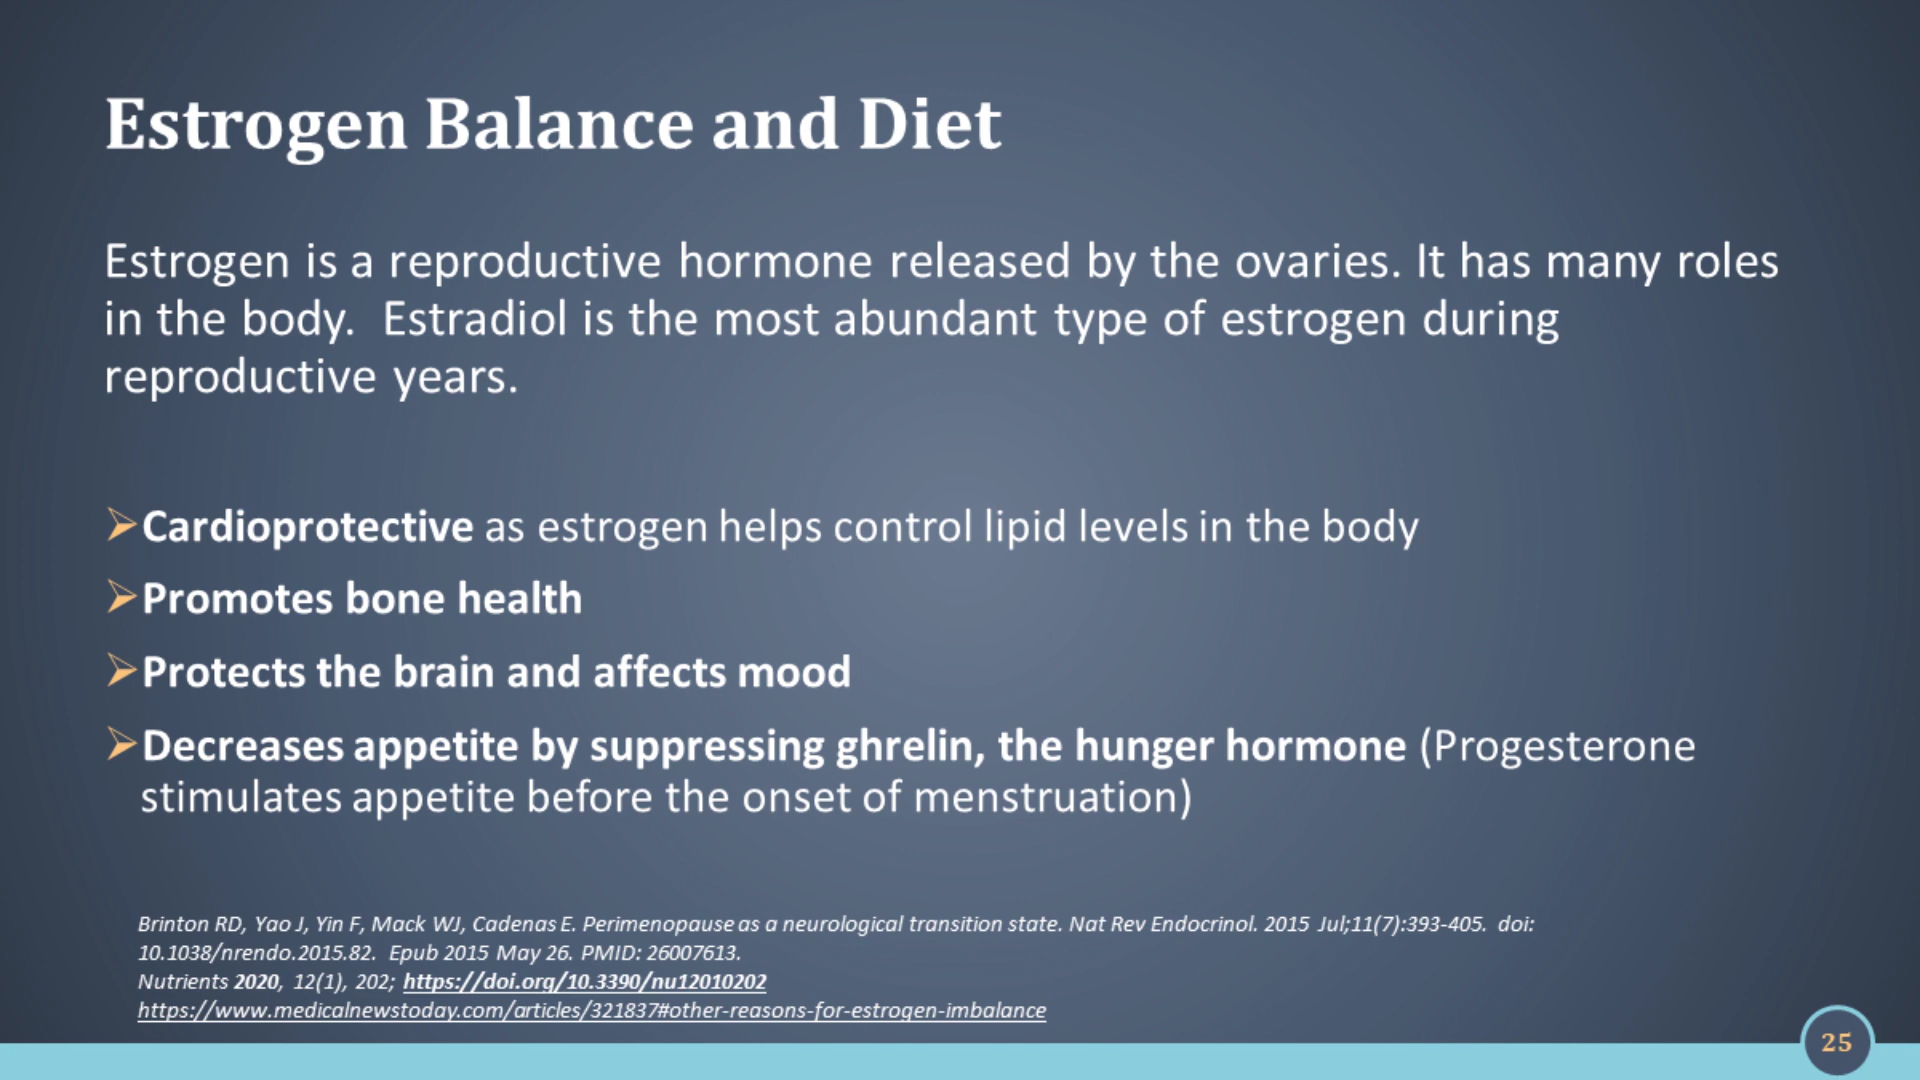 Estrogen Balance and Diet
Estrogen is a reproductive hormone released by the ovaries. It has many roles
in the body.  Estradiol is the most abundant type of estrogen during
reproductive years.
➢Cardioprotective as estrogen helps control lipid levels in the body
➢Promotes bone health
➢Protects the brain and affects mood
➢Decreases appetite by suppressing ghrelin, the hunger hormone (Progesterone
stimulates appetite before the onset of menstruation)
Brinton RD, Yao J, Yin F, Mack WJ, Cadenas E. Perimenopause as a neurological transition state. Nat Rev Endocrinol. 2015 Jul;11(7):393-405.  doi:
10.1038/nrendo.2015.82.  Epub 2015 May 26. PMID: 26007613.
Nutrients 2020, 12(1), 202; https://doi.org/10.3390/nu12010202
https://www.medicalnewstoday.com/articles/321837#other-reasons-for-estrogen-imbalance
25